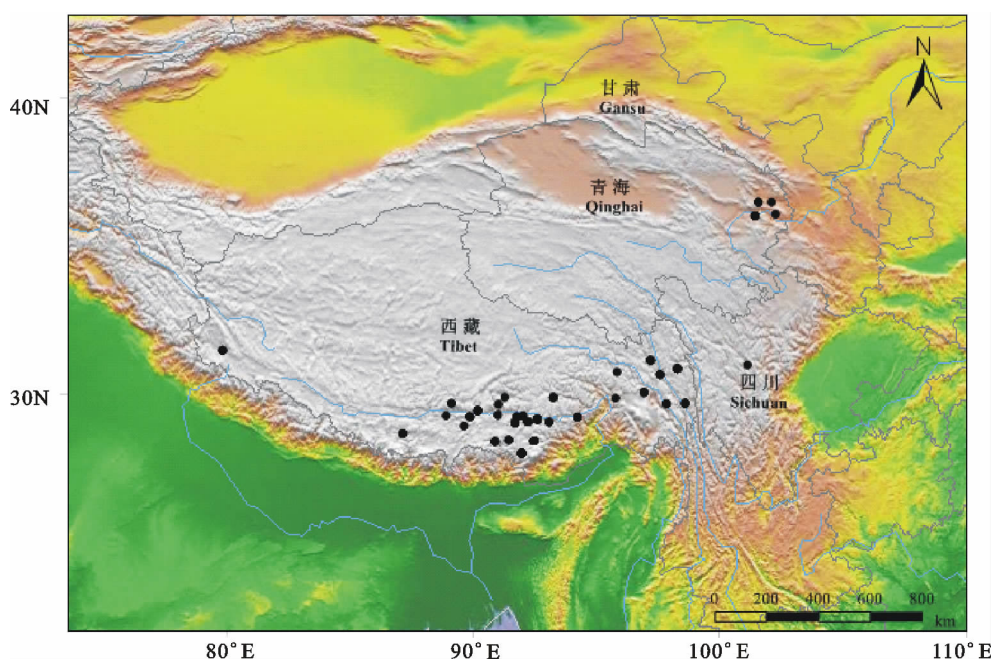 N
40N
甘肃
Gansu
青海
Qinghai
西藏
Tibet
30N
四川
Sichuan
0 200 400 600 800
km
80°E 90°E 100°E 110°E